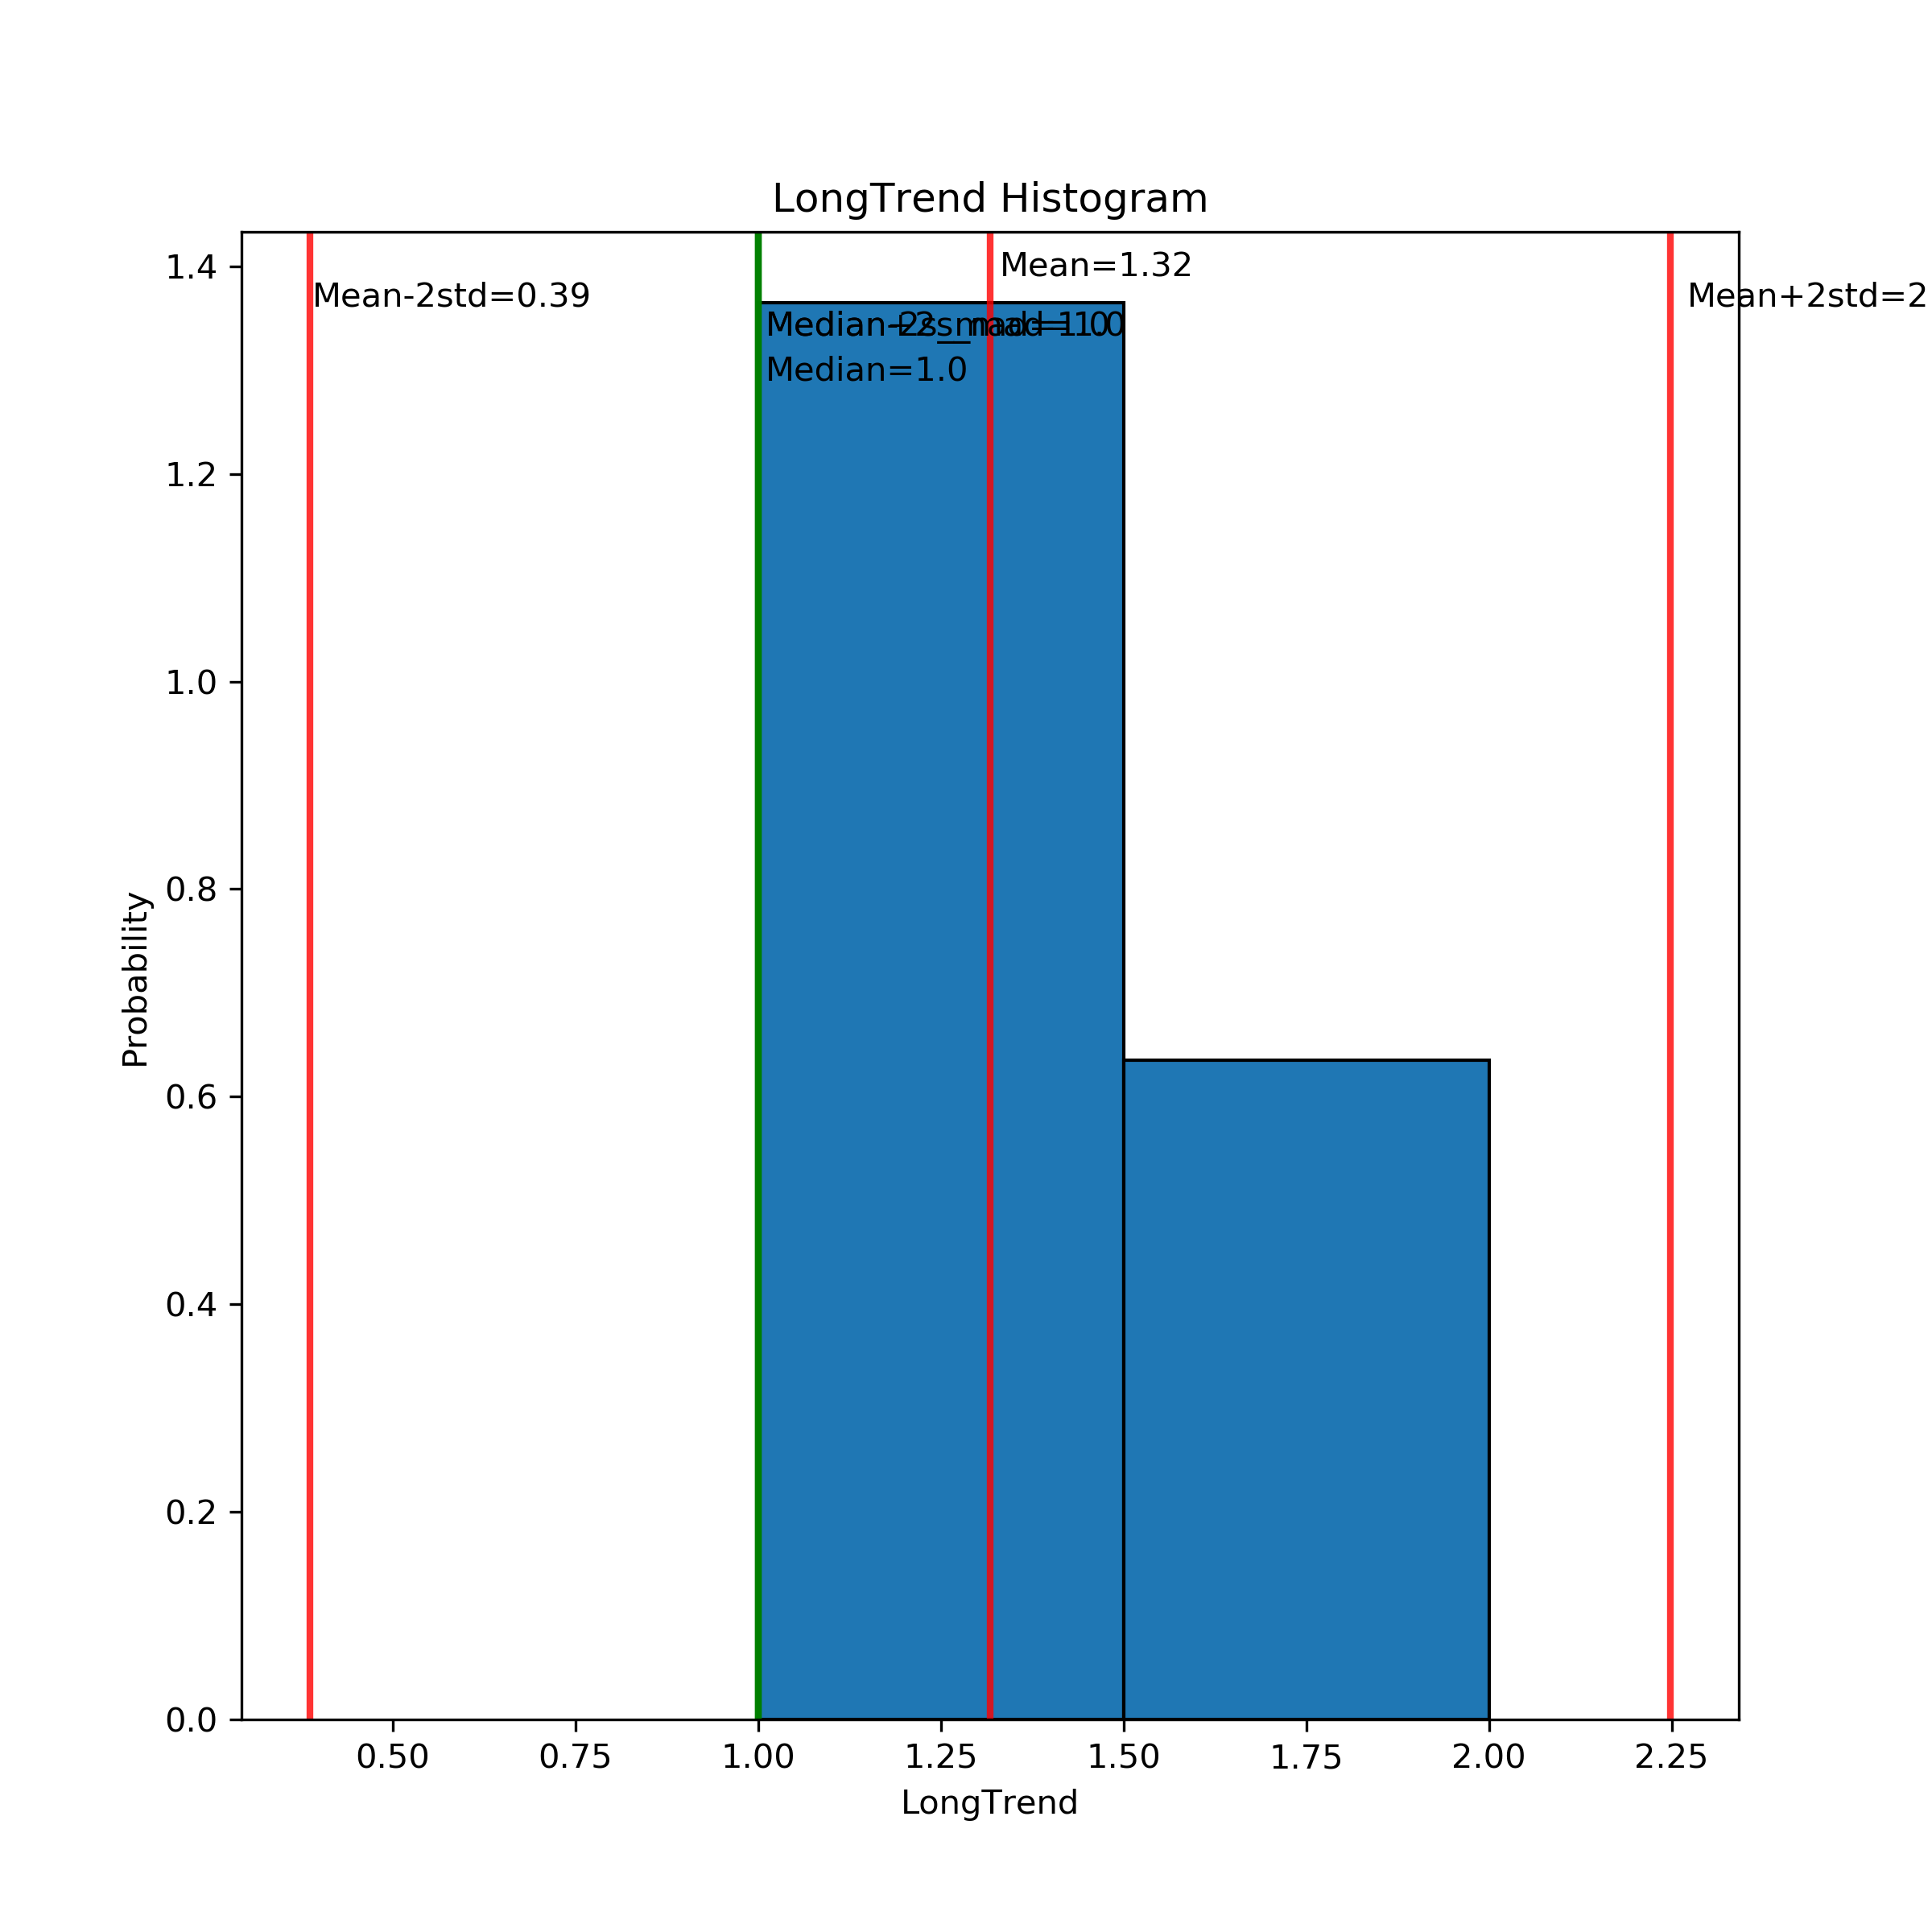 LongTrend Histogram
1.4
1.2
1.0
0.8
0.6
0.4
0.2
0.0
Probability
Mean-2std=0.39
Mean=1.32
Mean+2std=2
Median=1.0
0.50 0.75 1.00 1.25 1.50 1.75 2.00 2.25
LongTrend